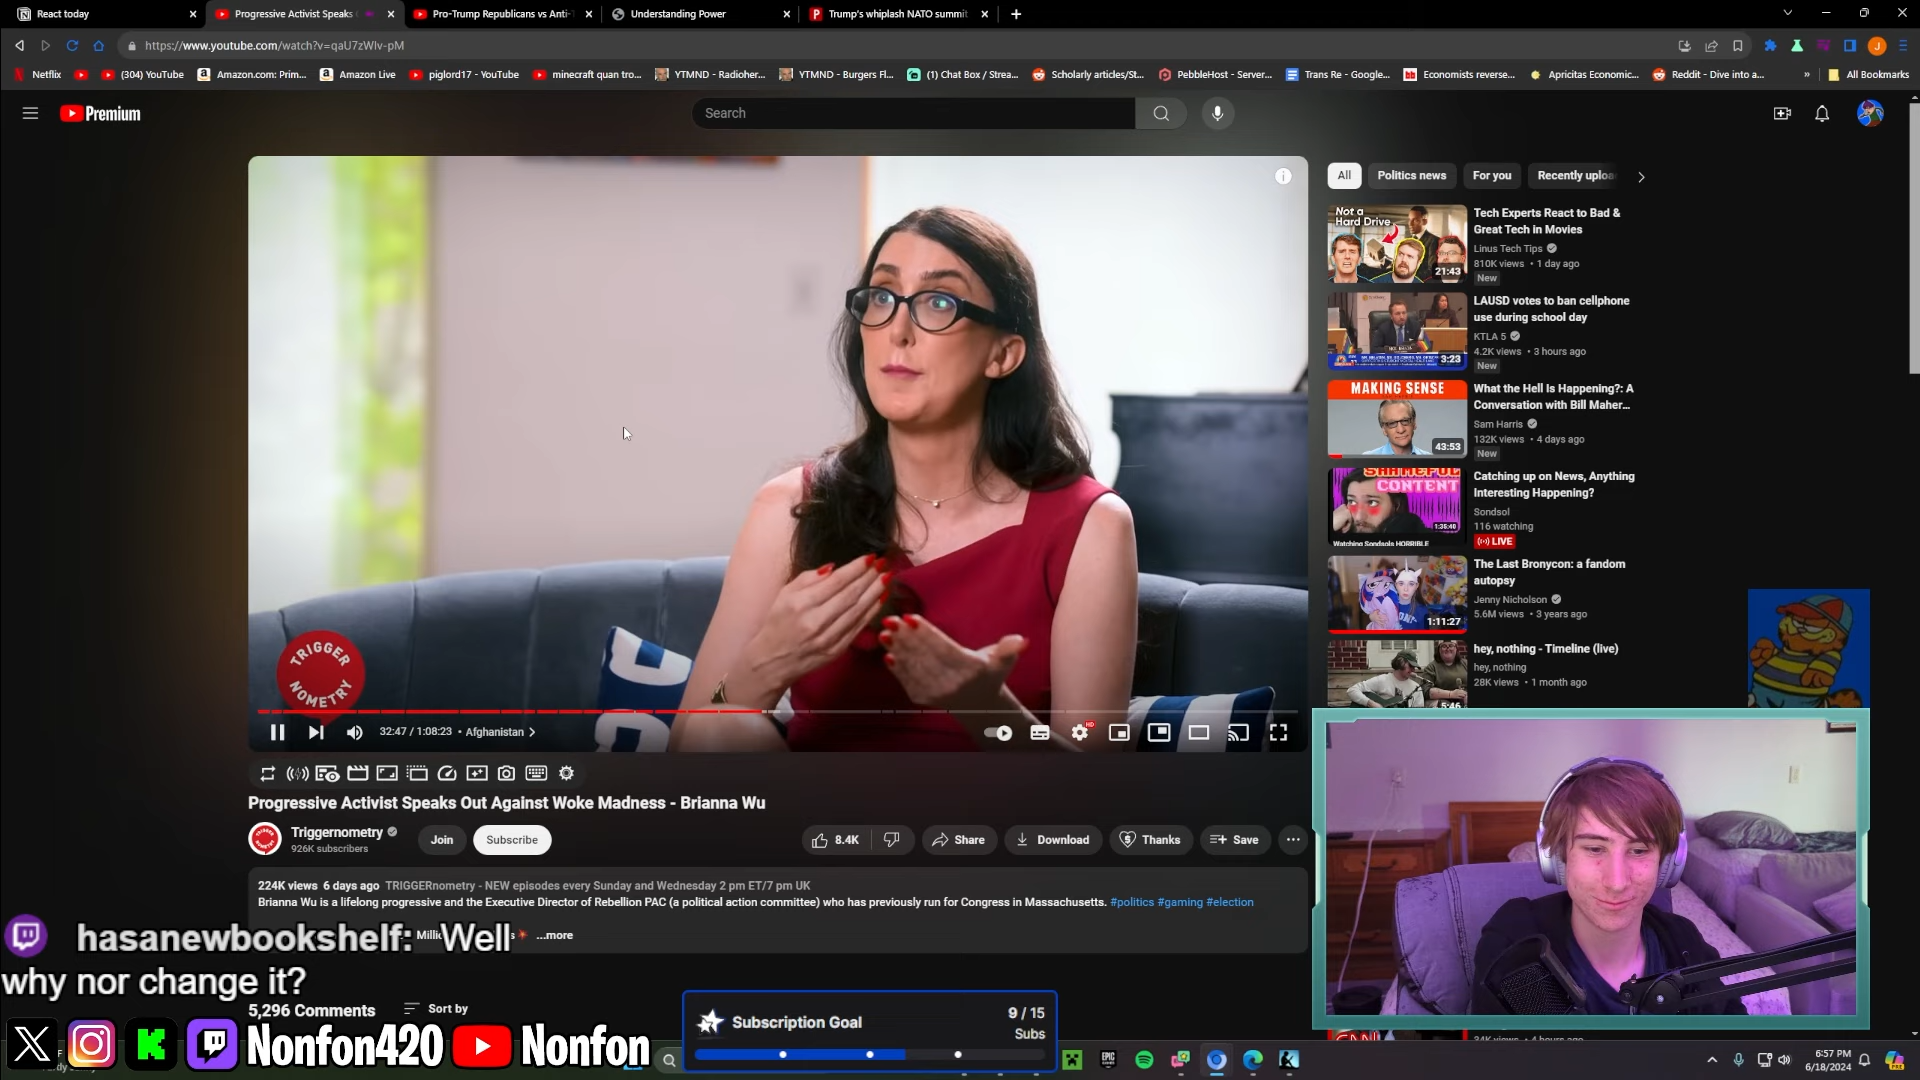 React today
Progressive Activist Speaks
Pro-Trump Republicans vs Anti-T
Understanding Power
Trump's whiplash NATO summit
https://www.youtube.com/watch?v=qaU7zWlv-pM
Netflix
(304) YouTube
Amazon.com: Prim...
Amazon Live
piglord17 - YouTube
minecraft quan tro...
YTMND - Radioher...
YTMND - Burgers Fl...
(1) Chat Box / Strea...
Scholarly articles/St...
PebbleHost - Server...
Trans Re - Google...
Economists reverse...
Apricitas Economic...
Reddit - Dive into a...
All Bookmarks
Premium
Search
All
Politics news
For you
Recently uploa
Not a
Hard Drive
21:43
Tech Experts React to Bad &
Great Tech in Movies
Linus Tech Tips
810K views • 1 day ago
New
3:23
LAUSD votes to ban cellphone
use during school day
KTLA 5
4.2K views • 3 hours ago
New
MAKING SENSE
43:53
What the Hell Is Happening?: A
Conversation with Bill Maher...
Sam Harris
132K views • 4 days ago
New
SHAMEFUL
CONTENT
1:35:40
Watching Sondsols HORRIBLE
Catching up on News, Anything
Interesting Happening?
Sondsol
116 watching
LIVE
1:11:27
The Last Bronycon: a fandom
autopsy
Jenny Nicholson
5.6M views • 3 years ago
5:46
hey, nothing - Timeline (live)
hey, nothing
28K views • 1 month ago
TRIGGER
NOMETRY
32:47 / 1:08:23 • Afghanistan
HD
Progressive Activist Speaks Out Against Woke Madness - Brianna Wu
Triggernometry
926K subscribers
Join
Subscribe
8.4K
Share
Download
Thanks
Save
224K views 6 days ago TRIGGERnometry - NEW episodes every Sunday and Wednesday 2 pm ET/7 pm UK
Brianna Wu is a lifelong progressive and the Executive Director of Rebellion PAC (a political action committee) who has previously run for Congress in Massachusetts. #politics #gaming #election
...more
hasanewbookshelf: Well
why nor change it?
5,296 Comments
Sort by
Subscription Goal
9 / 15
Subs
Nonfon420
Nonfon
EPIC
6:57 PM
6/18/2024